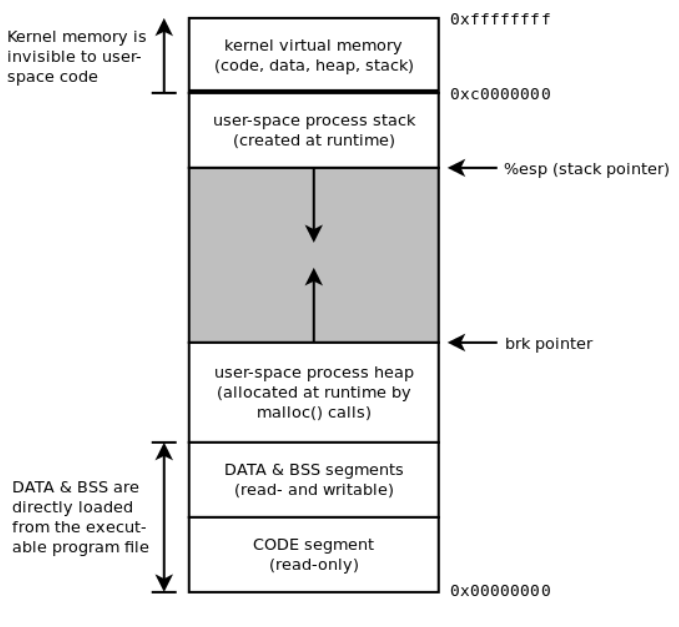 0xffffffff
Kernel memory is
invisible to user-
space code
kernel virtual memory
(code, data, heap, stack)
0xc0000000
user-space process stack
(created at runtime)
%esp (stack pointer)
brk pointer
user-space process heap
(allocated at runtime by
malloc() calls)
DATA & BSS segments
(read- and writable)
DATA & BSS are
directly loaded
from the execut-
able program file
CODE segment
(read-only)
0x00000000